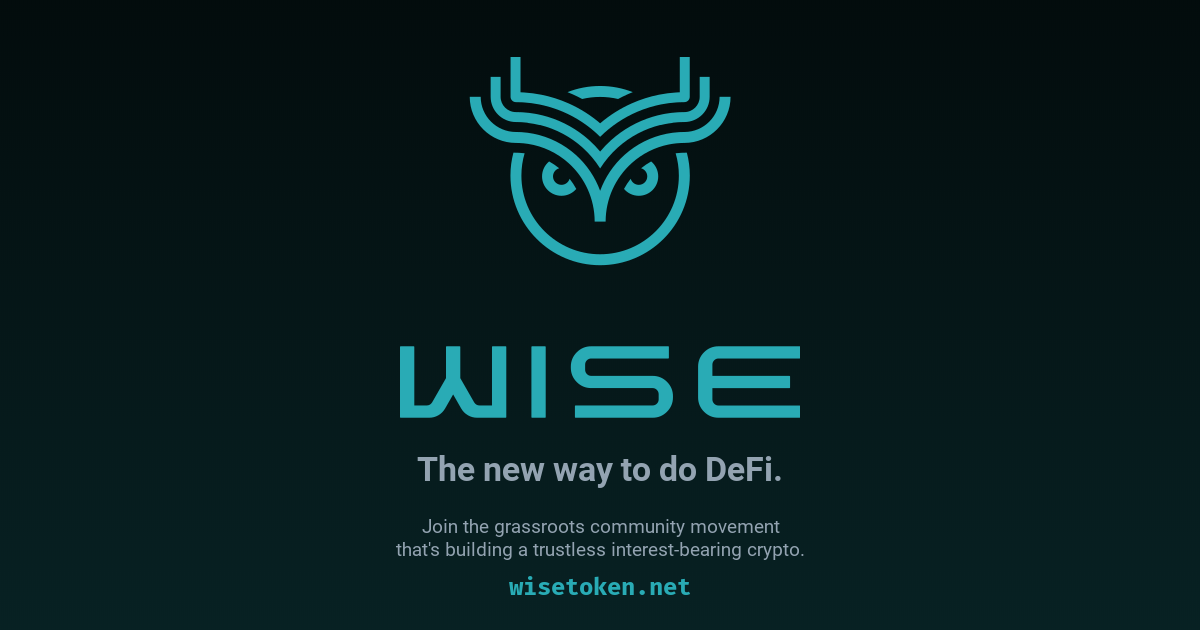 WISE
The new way to do DeFi.
Join the grassroots community movement
that's building a trustless interest-bearing crypto.
wisetoken.net